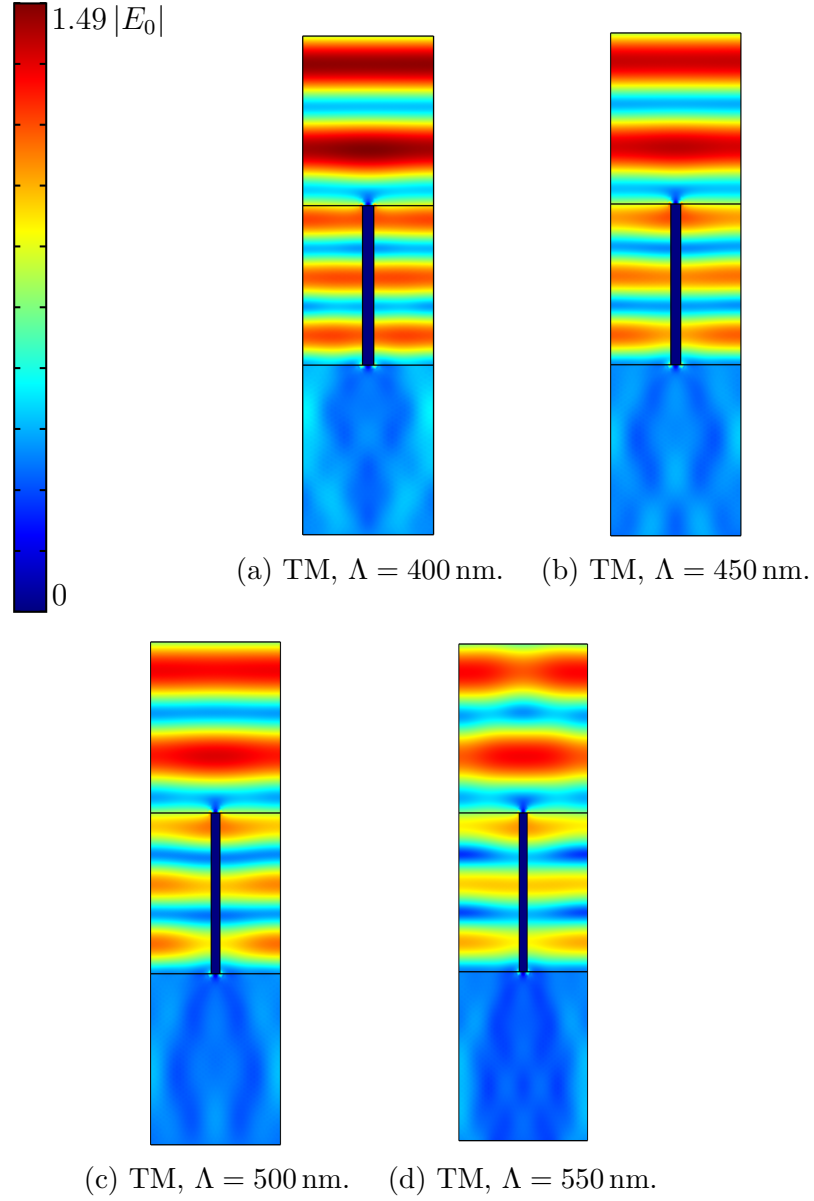 1.49 |E₀|
0
(a) TM, Λ = 400 nm.
(b) TM, Λ = 450 nm.
(c) TM, Λ = 500 nm.
(d) TM, Λ = 550 nm.